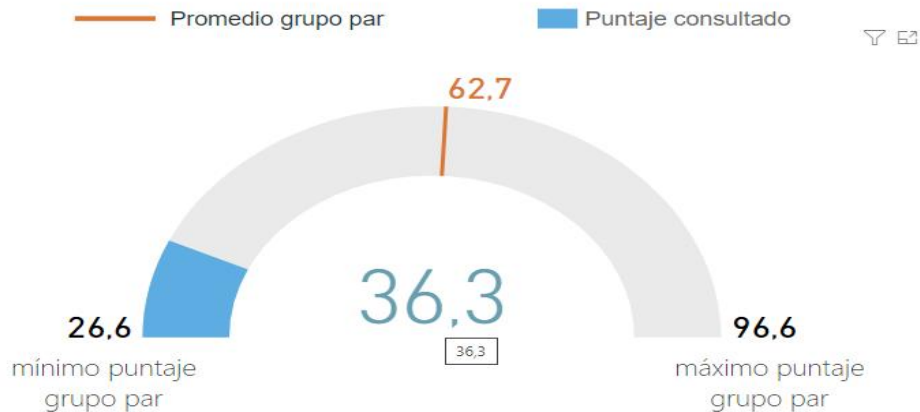 Promedio grupo par
Puntaje consultado
62,7
36,3
36,3
26,6
mínimo puntaje
grupo par
96,6
máximo puntaje
grupo par